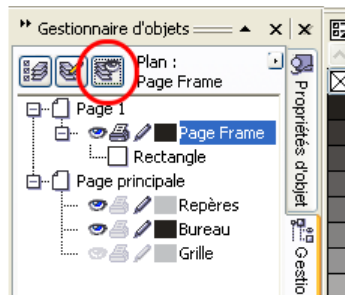 Gestionnaire d'objets
Plan :
Page Frame
Page 1
Page Frame
Rectangle
Page principale
Repères
Bureau
Grille
Propriétés d'objet
Gestio